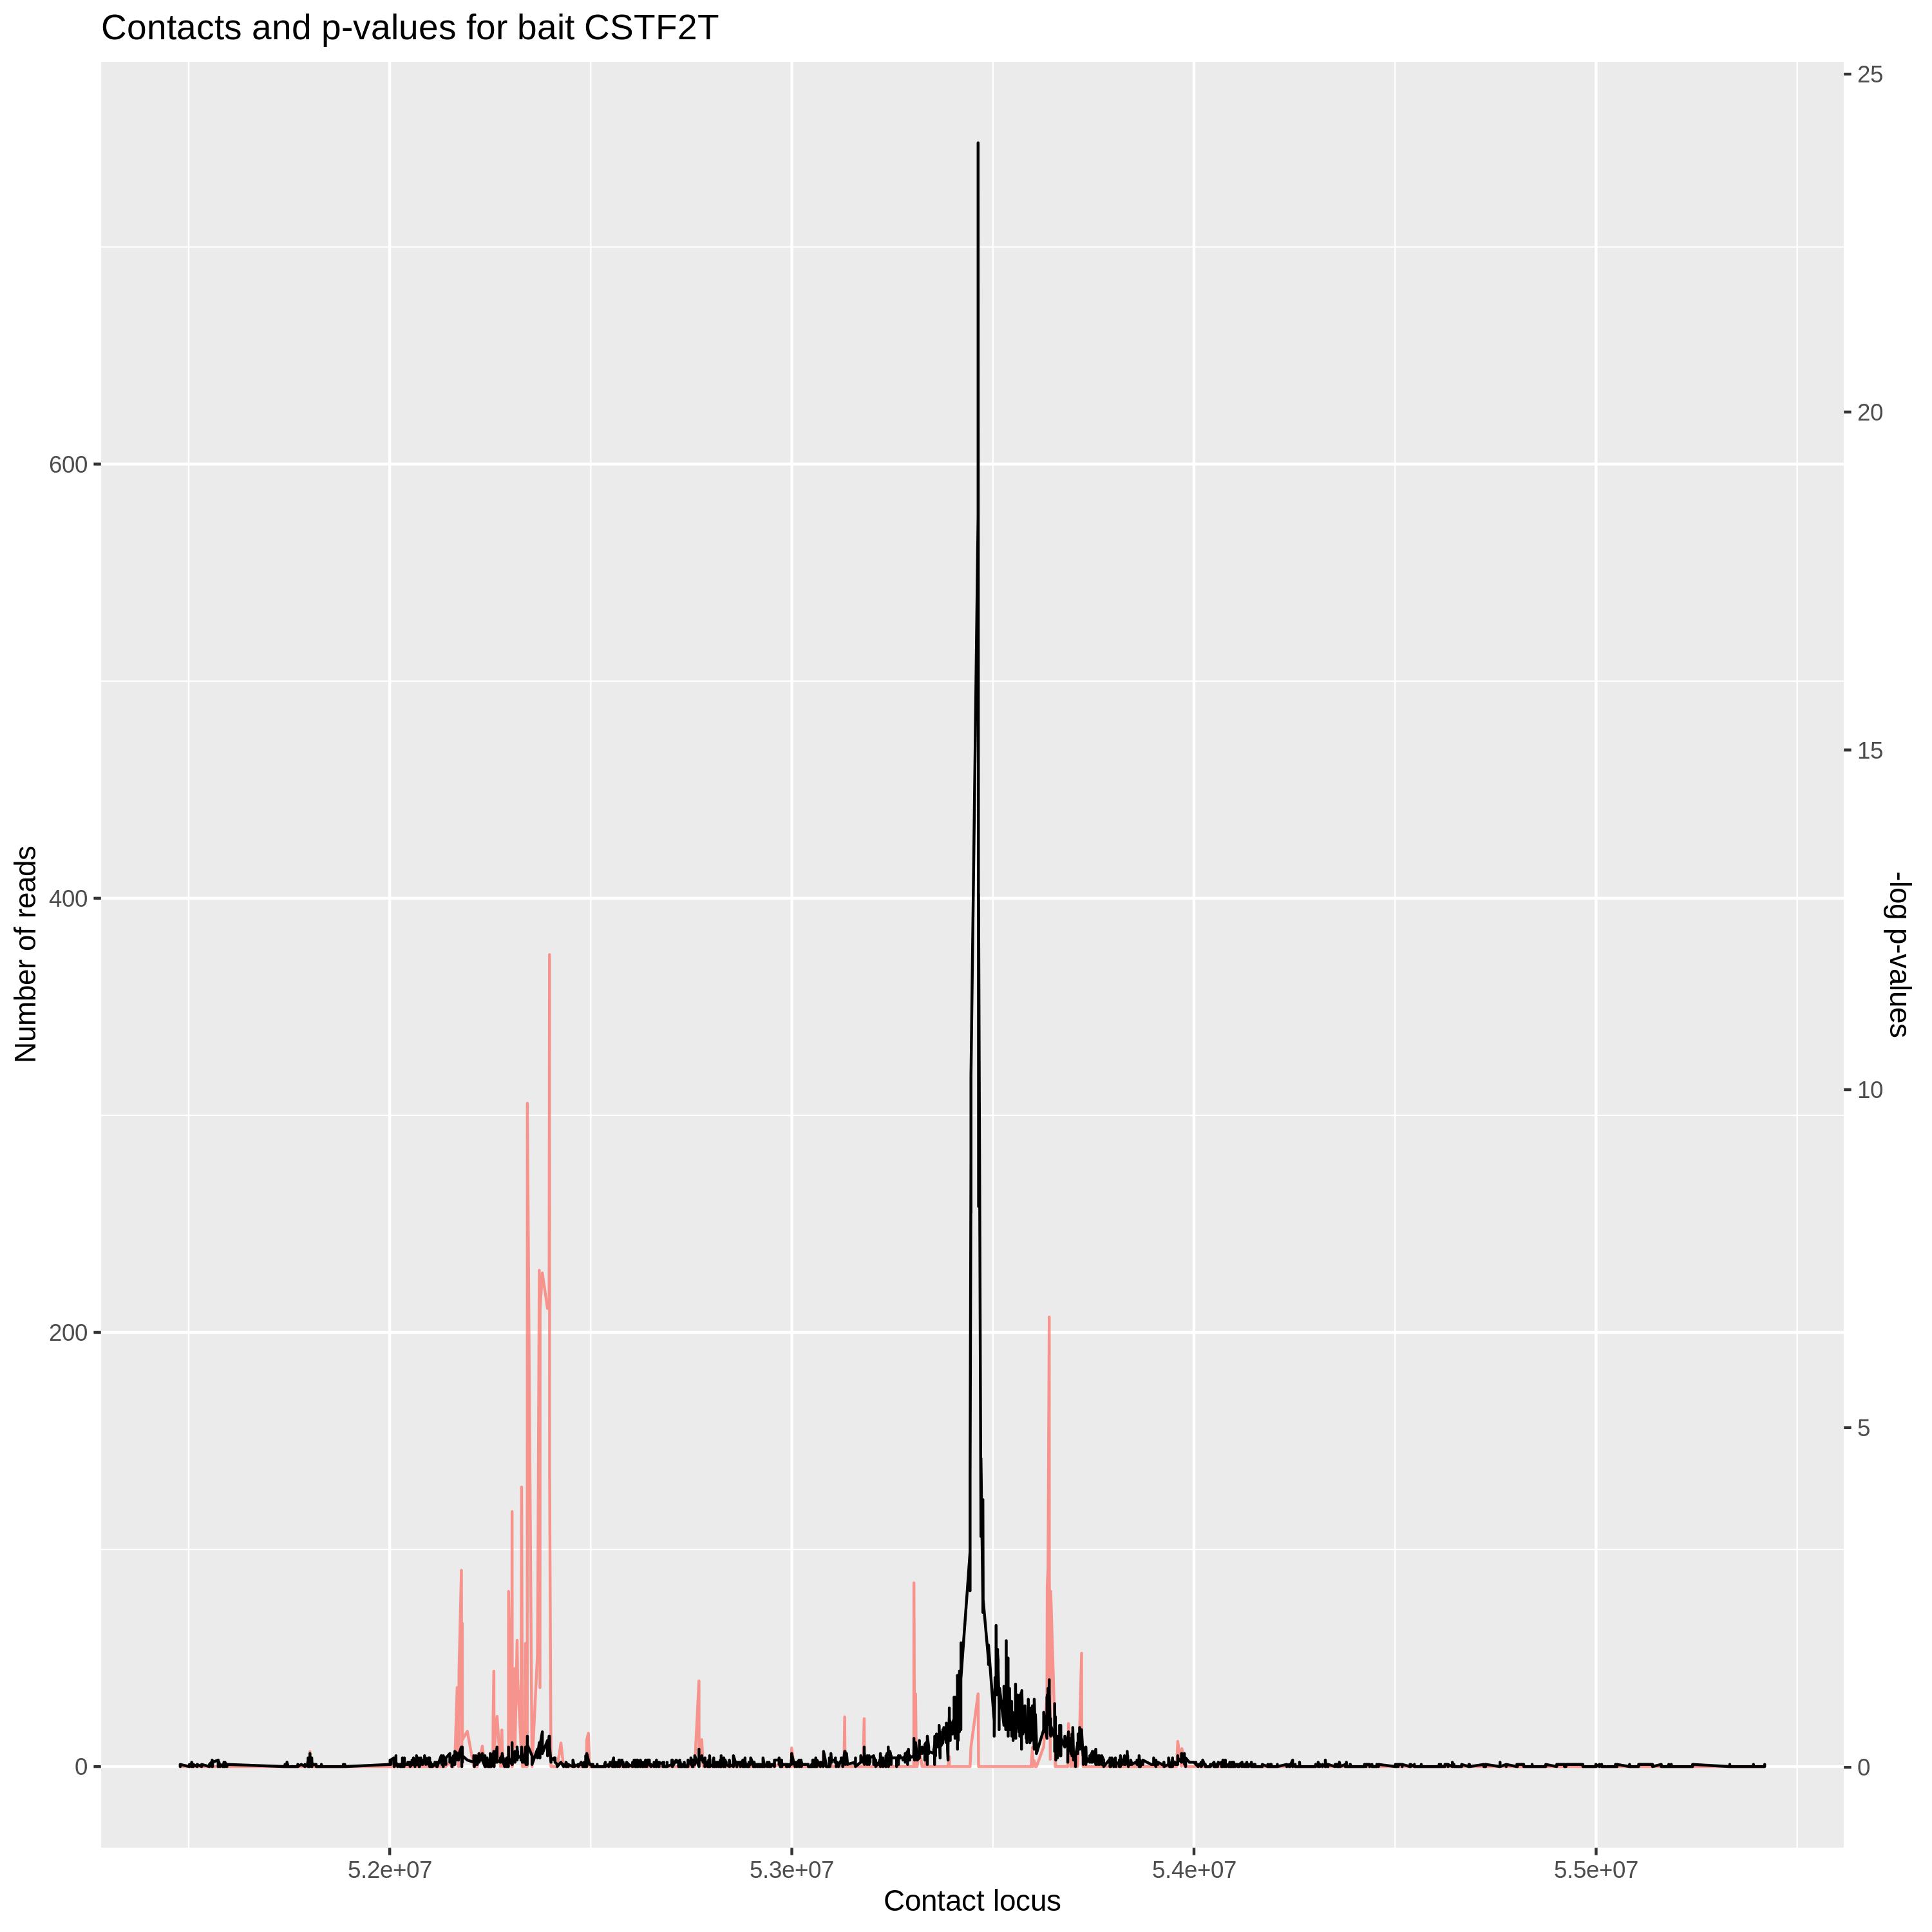 Contacts and p-values for bait CSTF2T
Number of reads
600
400
200
0
25
20
15
10
5
0
-log p-values
5.2e+07 5.3e+07 5.4e+07 5.5e+07
Contact locus